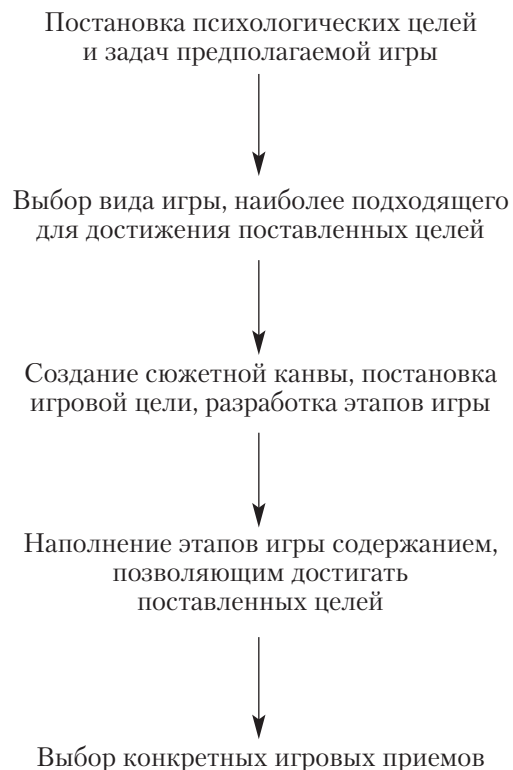 Постановка психологических целей
и задач предполагаемой игры
Выбор вида игры, наиболее подходящего
для достижения поставленных целей
Создание сюжетной канвы, постановка
игровой цели, разработка этапов игры
Наполнение этапов игры содержанием,
позволяющим достигать
поставленных целей
Выбор конкретных игровых приемов